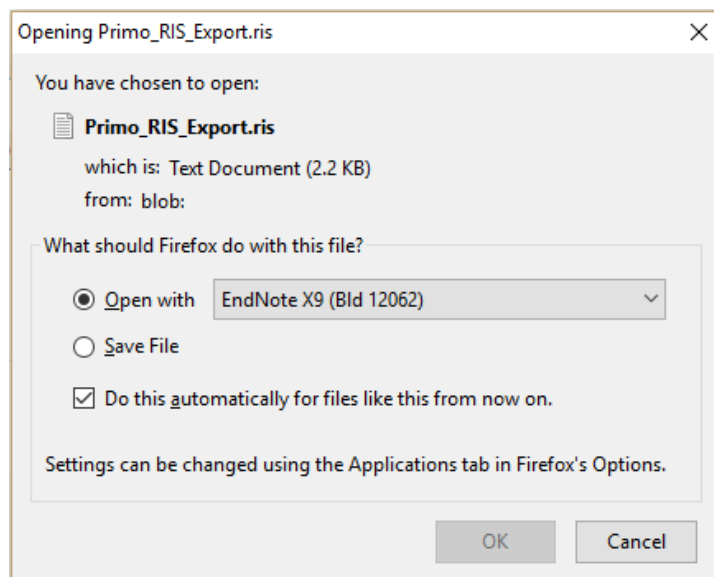 Opening Primo_RIS_Export.ris
You have chosen to open:
Primo_RIS_Export.ris
which is: Text Document (2.2 KB)
from: blob:
What should Firefox do with this file?
Open with EndNote X9 (Bld 12062)
Save File
Do this automatically for files like this from now on.
Settings can be changed using the Applications tab in Firefox's Options.
OK Cancel